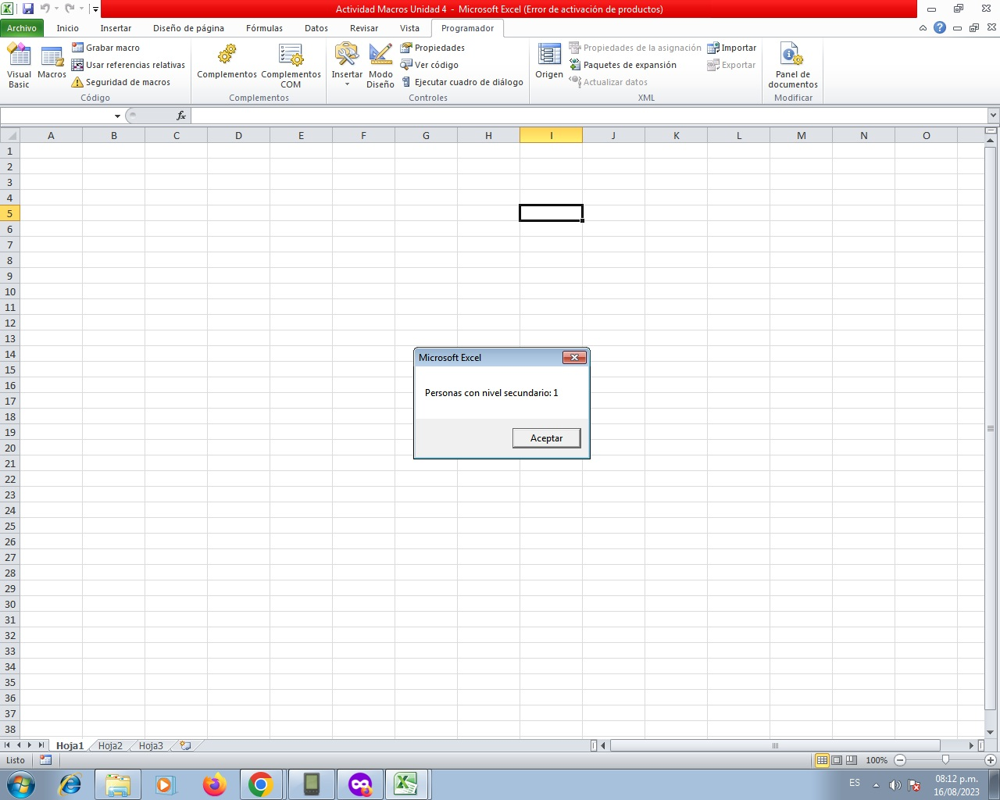 Actividad Macros Unidad 4 - Microsoft Excel (Error de activación de productos)
Archivo Inicio Insertar Diseño de página Fórmulas Datos Revisar Vista Programador
Visual Basic
Macros
Grabar macro
Usar referencias relativas
Seguridad de macros
Código
Complementos
Complementos COM
Complementos
Insertar
Modo Diseño
Propiedades
Ver código
Ejecutar cuadro de diálogo
Controles
Origen
Propiedades de la asignación
Paquetes de expansión
Actualizar datos
Importar
Exportar
XML
Panel de documentos
Modificar
fx
A B C D E F G H I J K L M N O
1
2
3
4
5
6
7
8
9
10
11
12
13
14
15
16
17
18
19
20
21
22
23
24
25
26
27
28
29
30
31
32
33
34
35
36
37
38
Microsoft Excel
Personas con nivel secundario: 1
Aceptar
Hoja1 Hoja2 Hoja3
Listo
100%
ES
08:12 p.m.
16/08/2023